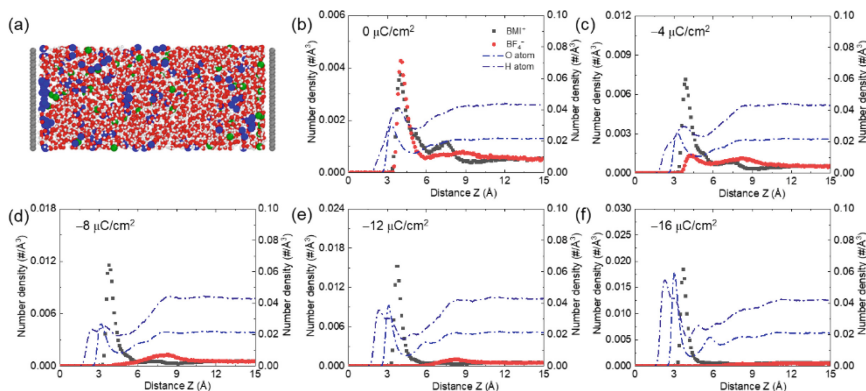 (a)
(b)
0 μC/cm²
BMI⁺
BF₄⁻
O atom
H atom
Number density (#/Å³)
0.006
0.004
0.002
0.000
0.10
0.08
0.06
0.04
0.02
0.00
Number density (#/Å³)
0 3 6 9 12 15
Distance Z (Å)
(c)
−4 μC/cm²
Number density (#/Å³)
0.012
0.009
0.006
0.003
0.000
0.10
0.08
0.06
0.04
0.02
0.00
Number density (#/Å³)
0 3 6 9 12 15
Distance Z (Å)
(d)
−8 μC/cm²
Number density (#/Å³)
0.018
0.012
0.006
0.000
0.10
0.08
0.06
0.04
0.02
0.00
Number density (#/Å³)
0 3 6 9 12 15
Distance Z (Å)
(e)
−12 μC/cm²
Number density (#/Å³)
0.024
0.018
0.012
0.006
0.000
0.10
0.08
0.06
0.04
0.02
0.00
Number density (#/Å³)
0 3 6 9 12 15
Distance Z (Å)
(f)
−16 μC/cm²
Number density (#/Å³)
0.030
0.025
0.020
0.015
0.010
0.005
0.000
0.10
0.08
0.06
0.04
0.02
0.00
Number density (#/Å³)
0 3 6 9 12 15
Distance Z (Å)